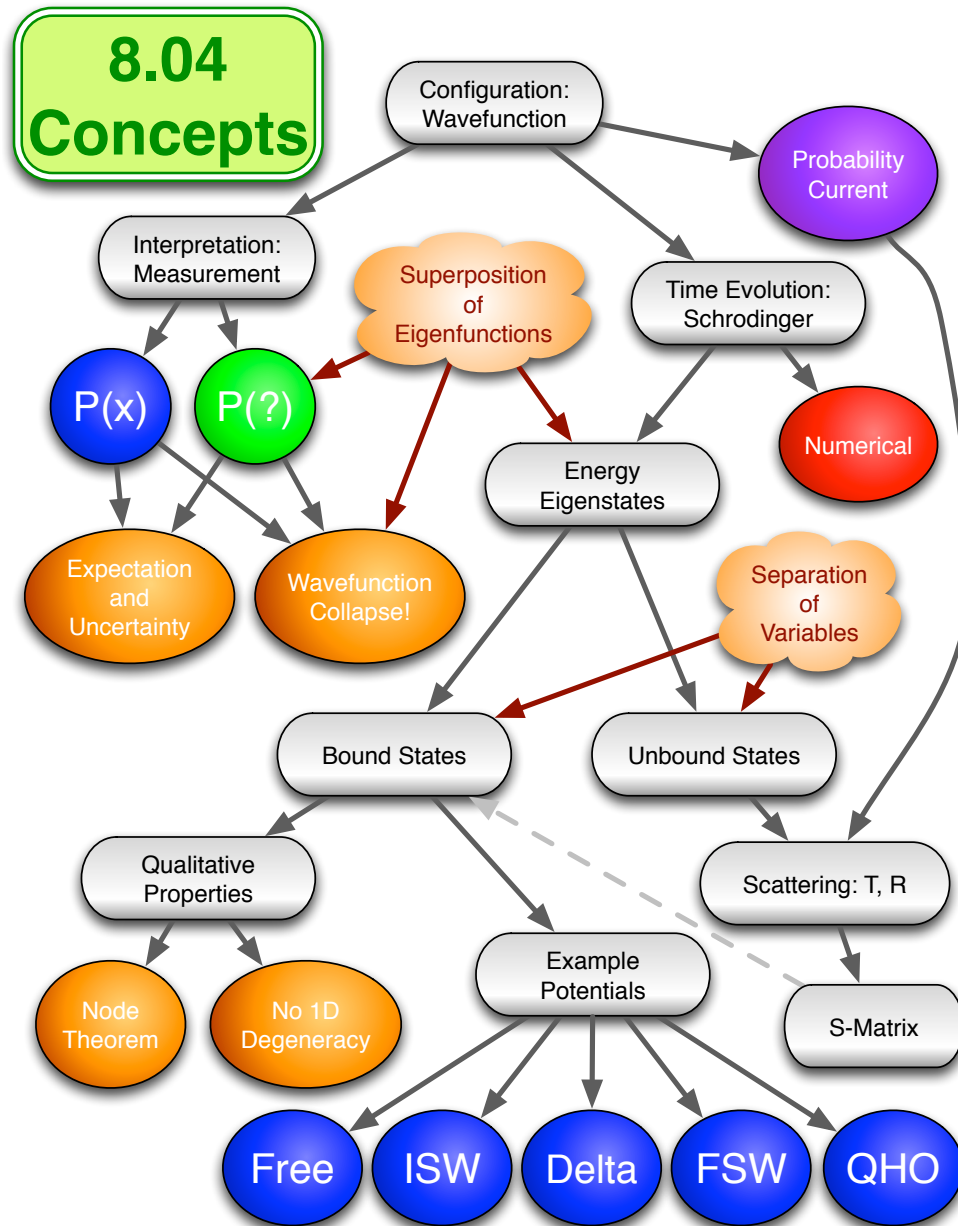 8.04
Concepts
Configuration:
Wavefunction
Probability
Current
Interpretation:
Measurement
Superposition
of
Eigenfunctions
Time Evolution:
Schrodinger
P(x)
P(?)
Numerical
Energy
Eigenstates
Expectation
and
Uncertainty
Wavefunction
Collapse!
Separation
of
Variables
Bound States
Unbound States
Qualitative
Properties
Scattering: T, R
Example
Potentials
Node
Theorem
No 1D
Degeneracy
S-Matrix
Free
ISW
Delta
FSW
QHO